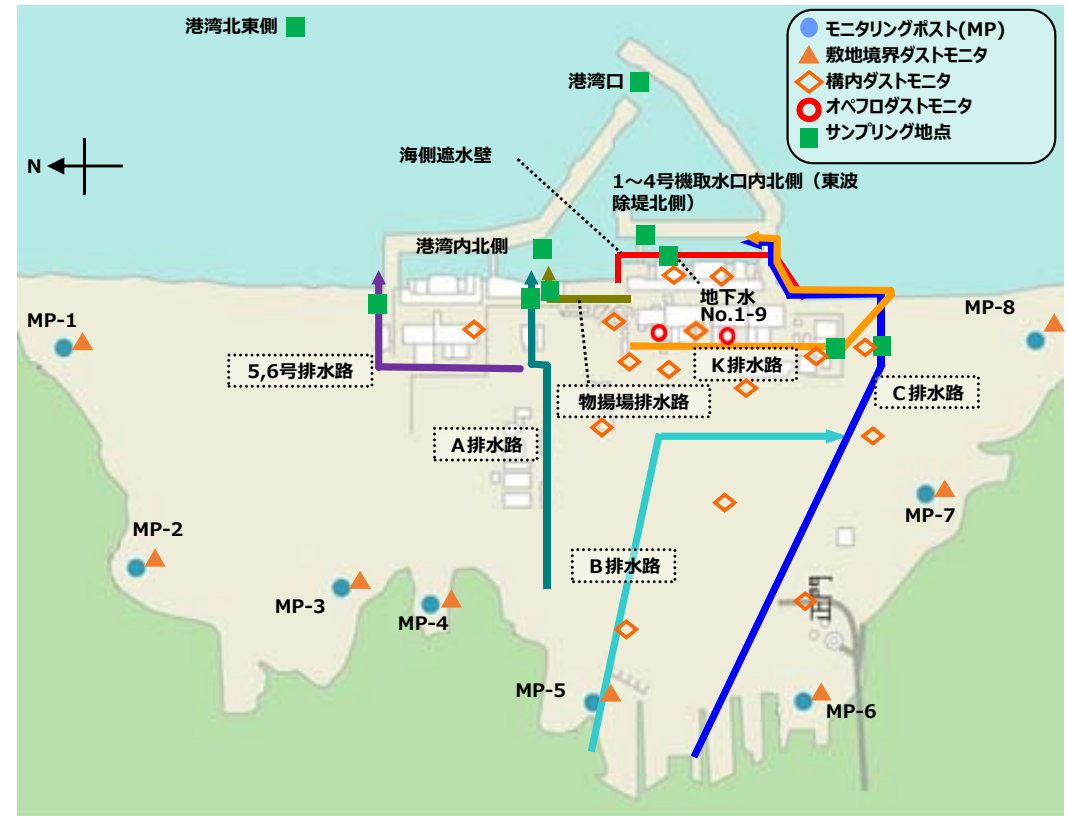 港湾北東側
モニタリングポスト(MP)
敷地境界ダストモニタ
構内ダストモニタ
オペフロダストモニタ
サンプリング地点
港湾口
N
海側遮水壁
1～4号機取水口内北側（東波
除堤北側）
港湾内北側
地下水
No.1-9
MP-1
MP-8
5,6号排水路
K排水路
物揚場排水路
C排水路
A排水路
MP-7
MP-2
B排水路
MP-3
MP-4
MP-5
MP-6